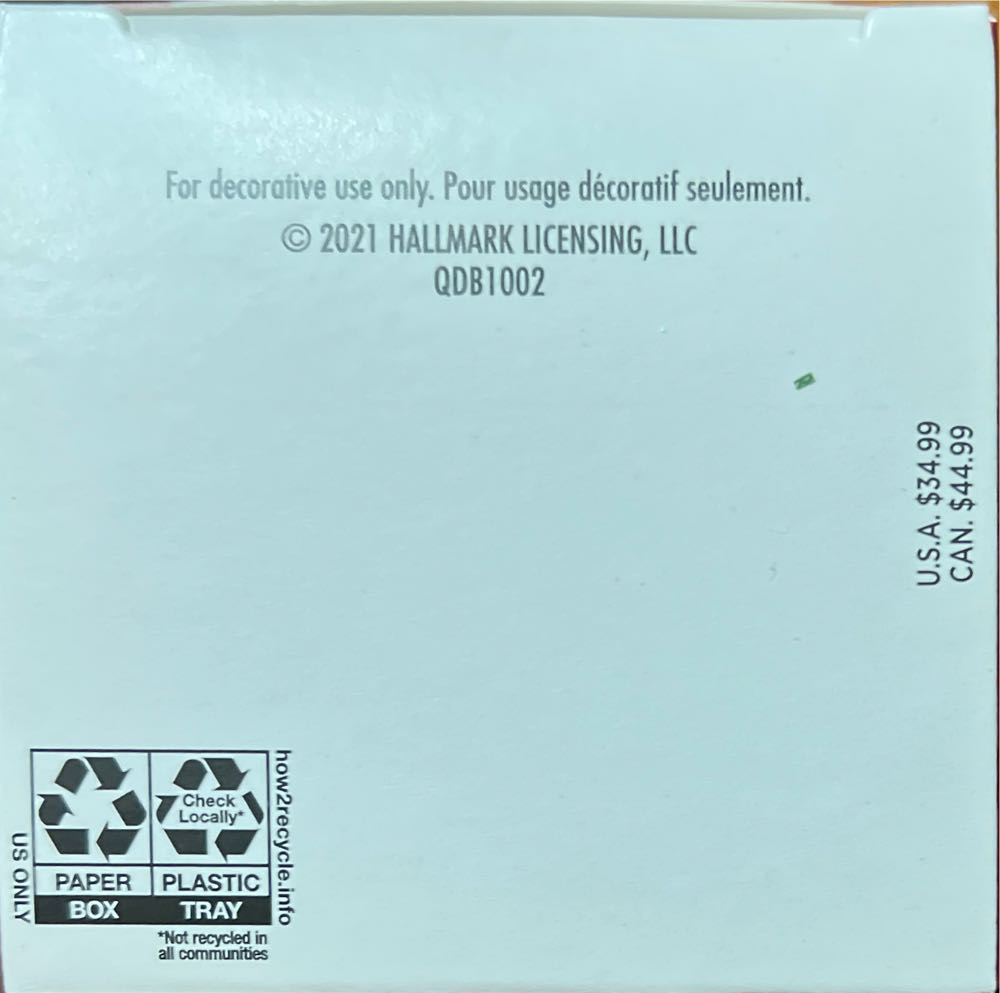 For decorative use only. Pour usage décoratif seulement.
© 2021 HALLMARK LICENSING, LLC
QDB1002
U.S.A. $34.99
CAN. $44.99
US ONLY
Check
Locally*
PAPER
PLASTIC
BOX
TRAY
how2recycle.info
*Not recycled in
all communities